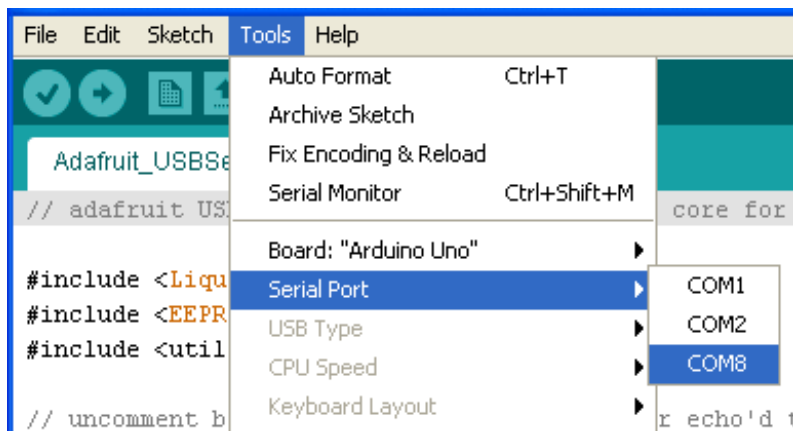 File Edit Sketch Tools Help
Auto Format Ctrl+T
Archive Sketch
Fix Encoding & Reload
Serial Monitor Ctrl+Shift+M
Adafruit_USBSe
// adafruit US core for
Board: "Arduino Uno"
Serial Port
USB Type
CPU Speed
Keyboard Layout
COM1
COM2
COM8
#include <Liqu
#include <EEPR
#include <util
// uncomment b r echo'd t